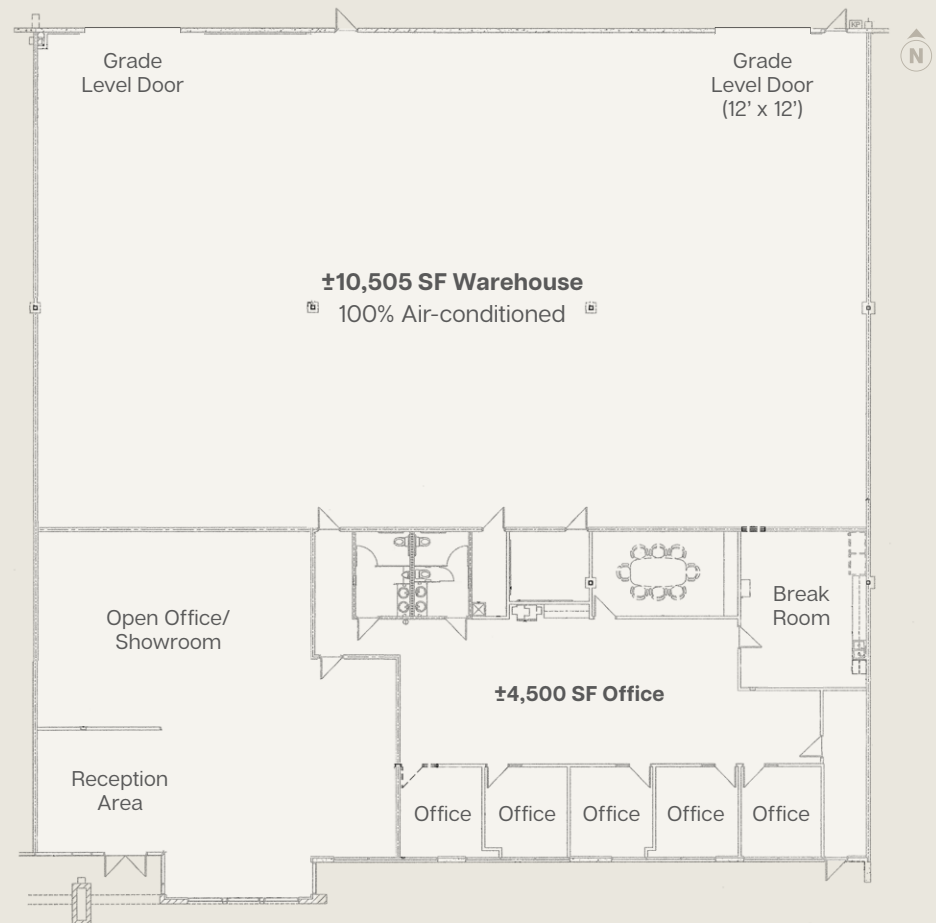 Grade
Level Door
Grade
Level Door
(12’ x 12’)
N
±10,505 SF Warehouse
100% Air-conditioned
Open Office/
Showroom
Break
Room
±4,500 SF Office
Reception
Area
Office
Office
Office
Office
Office